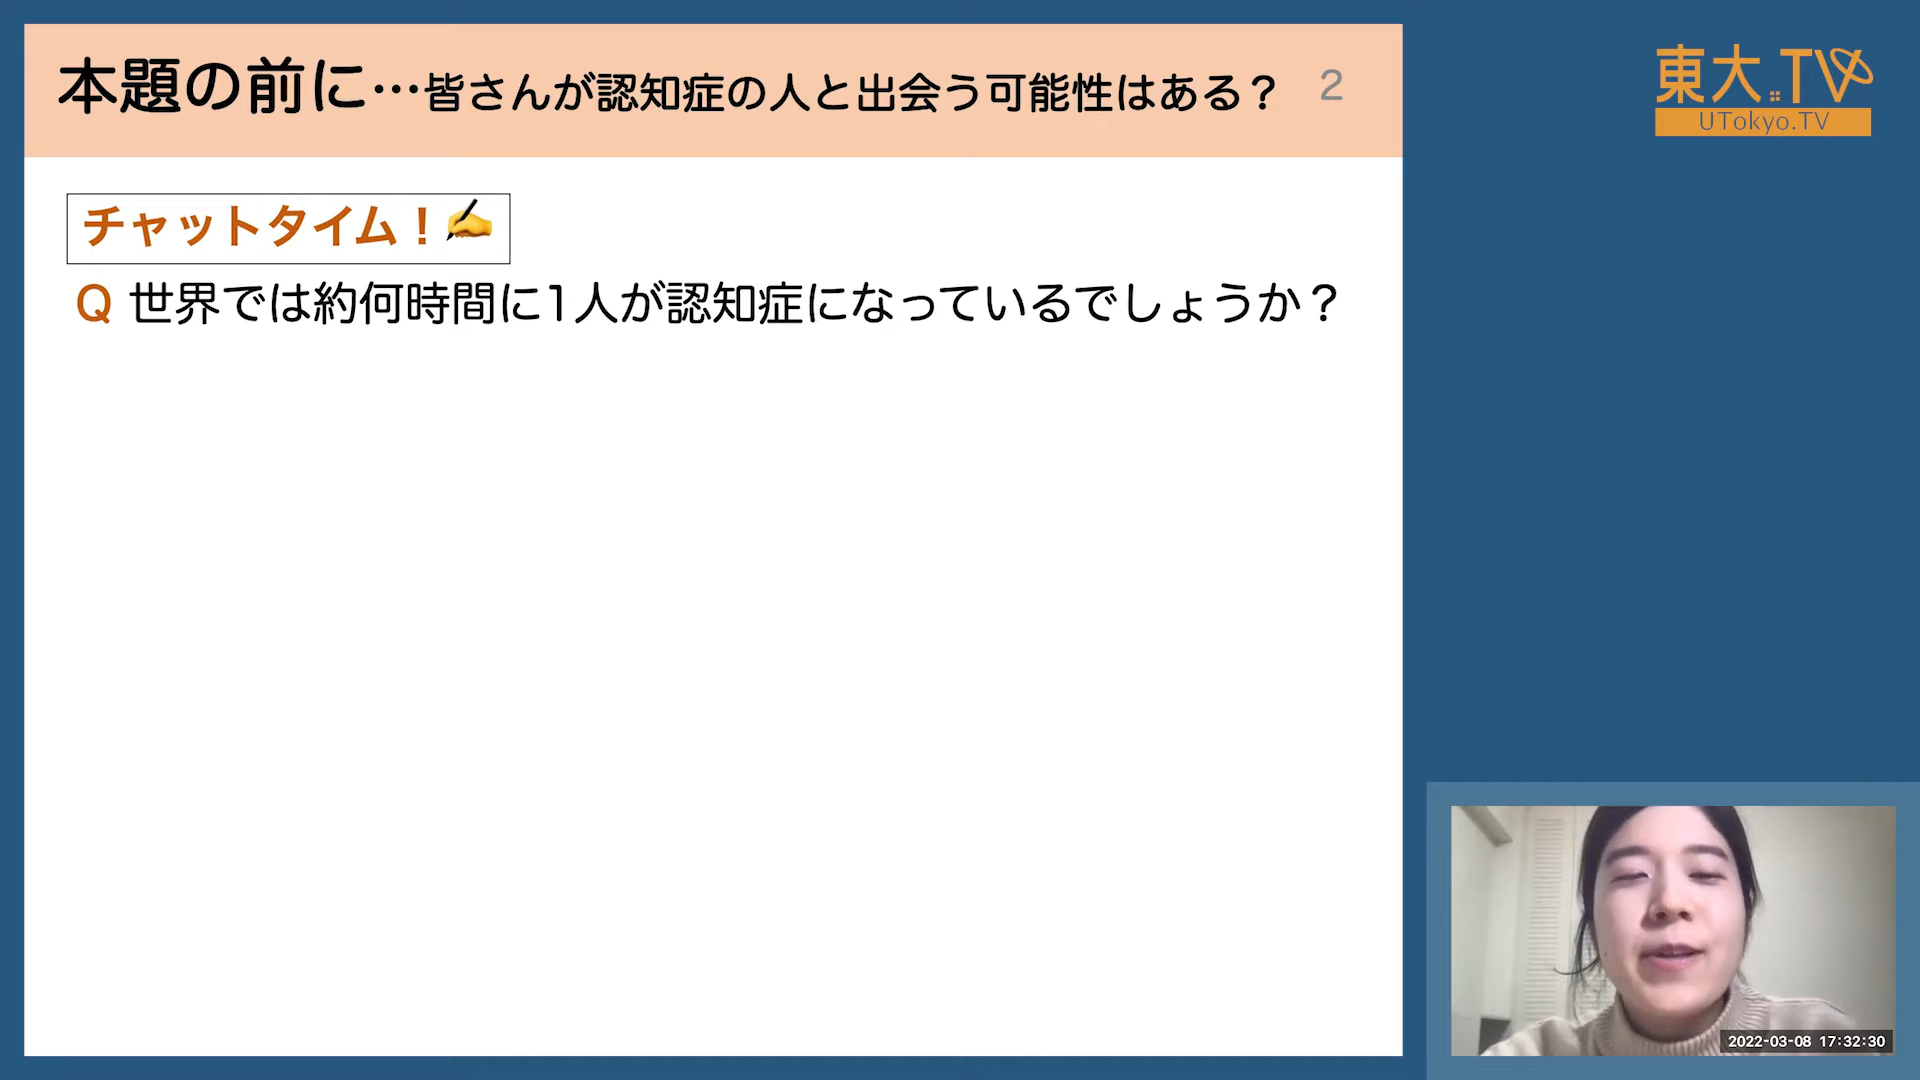 本題の前に…皆さんが認知症の人と出会う可能性はある？ 2
東大.TV
UTokyo.TV
チャットタイム！✍
Q 世界では約何時間に1人が認知症になっているでしょうか？
2022-03-08 17:32:30